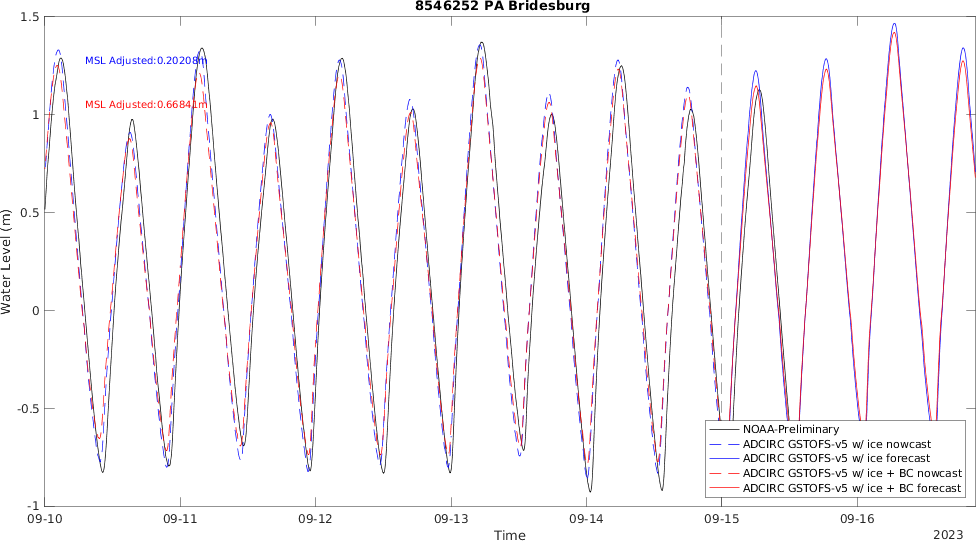 8546252 PA Bridesburg
1.5
1
0.5
0
-0.5
-1
Water Level (m)
MSL Adjusted:0.20208m
MSL Adjusted:0.66841m
NOAA-Preliminary
ADCIRC GSTOFS-v5 w/ ice nowcast
ADCIRC GSTOFS-v5 w/ ice forecast
ADCIRC GSTOFS-v5 w/ ice + BC nowcast
ADCIRC GSTOFS-v5 w/ ice + BC forecast
09-10 09-11 09-12 09-13 09-14 09-15 09-16
Time
2023